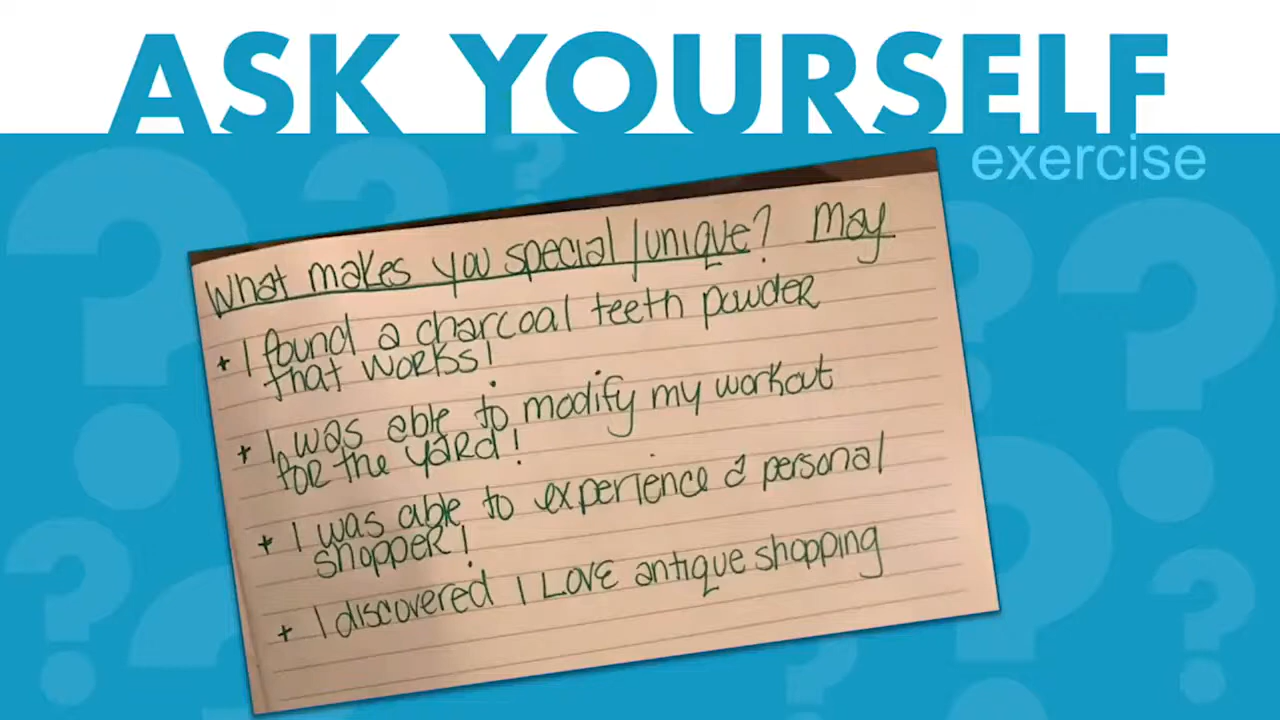 ASK YOURSELF
exercise
What makes you special/unique? May
+ I found a charcoal teeth powder
that works!
+ I was able to modify my workout
for the yard!
+ I was able to experience a personal
shopper!
+ I discovered I LOVE antique shopping